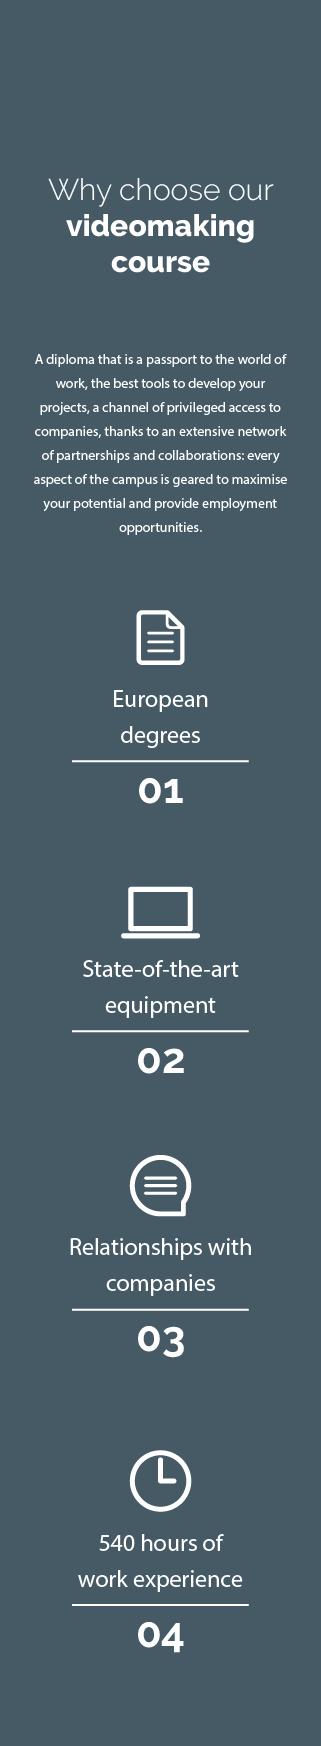 Why choose our
videomaking
course
A diploma that is a passport to the world of
work, the best tools to develop your
projects, a channel of privileged access to
companies, thanks to an extensive network
of partnerships and collaborations: every
aspect of the campus is geared to maximise
your potential and provide employment
opportunities.
European
degrees
01
State-of-the-art
equipment
02
Relationships with
companies
03
540 hours of
work experience
04